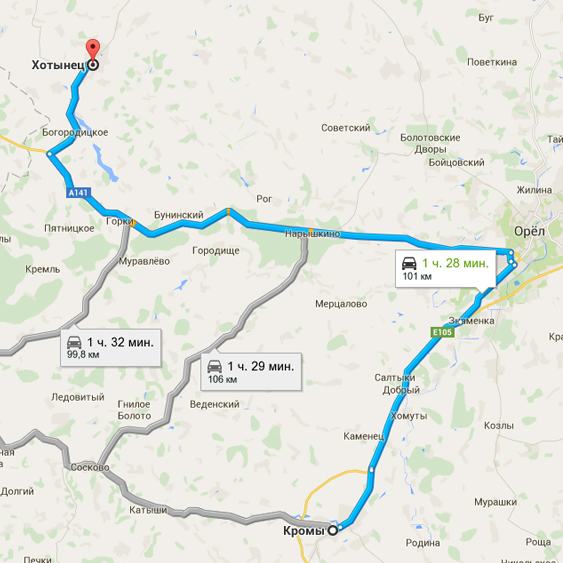 Буг
Поветкина
Хотынец
Советский
Богородицкое
Болотовские
Дворы
Бойцовский
Жилина
A141
Рог
Бунинский
Горки
Пятницкое
Нарышкино
Орёл
Городище
Муравлёво
Кремль
1 ч. 28 мин.
101 км
Мерцалово
Знаменка
E105
1 ч. 32 мин.
99,8 км
1 ч. 29 мин.
106 км
Салтыки
Добрый
Ледовитый
Гнилое
Болото
Веденский
Хомуты
Козлы
Каменец
Сосково
Долгий
Катыши
Мурашки
Кромы
Родина
Роща
Печки